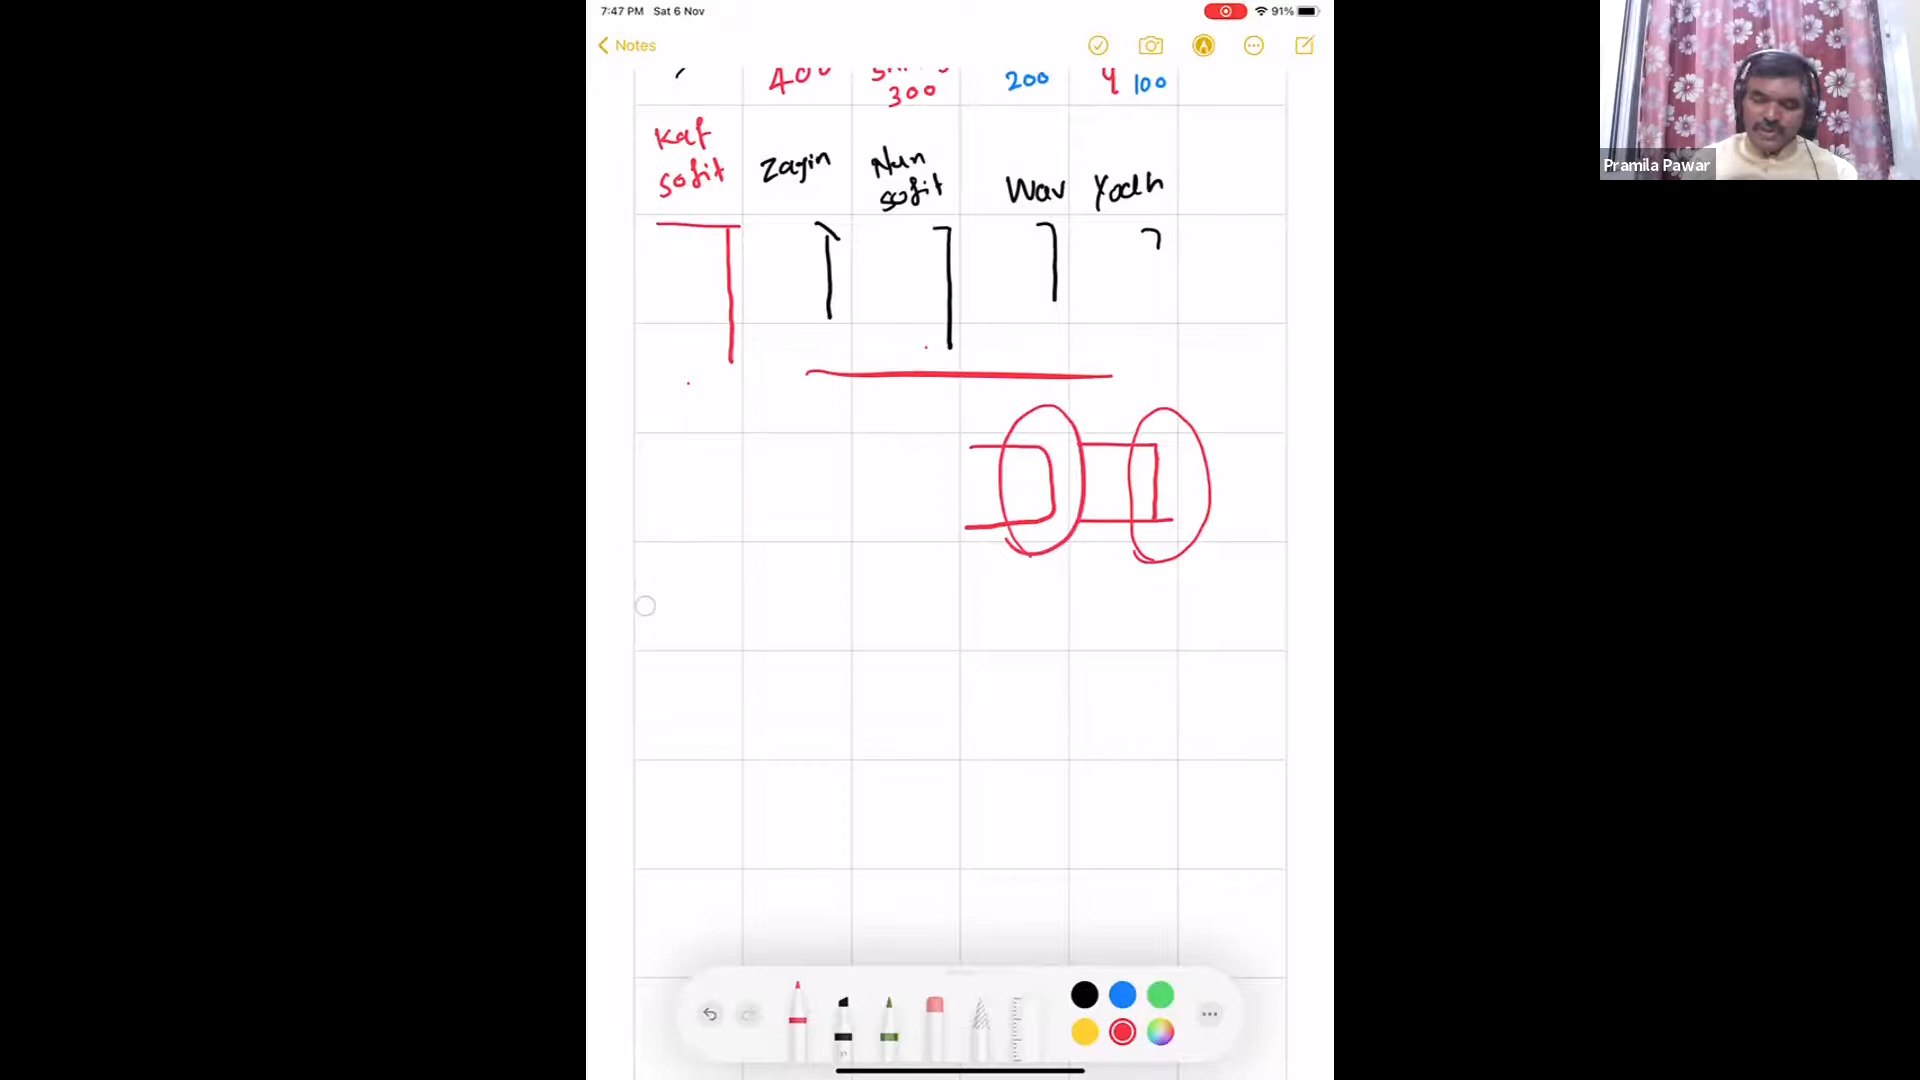 7:47 PM Sat 6 Nov
91%
Notes
400
300
200
100
Kaf
sofit
Zayin
Nun
sofit
Wav
Yodh
Pramila Pawar